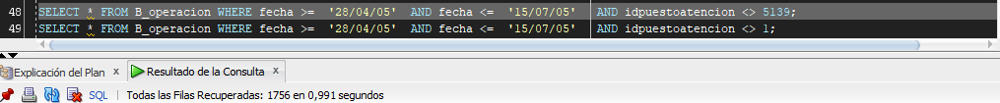 48 SELECT * FROM B_operacion WHERE fecha >= '28/04/05' AND fecha <= '15/07/05' AND idpuestoatencion <> 5139;
49 SELECT * FROM B_operacion WHERE fecha >= '28/04/05' AND fecha <= '15/07/05' AND idpuestoatencion <> 1;
Explicación del Plan x Resultado de la Consulta x
SQL | Todas las Filas Recuperadas: 1756 en 0,991 segundos